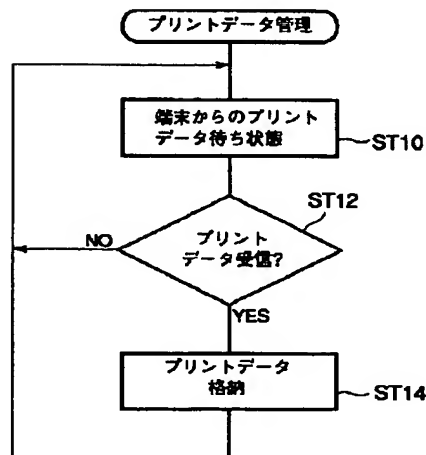 プリントデータ管理
端末からのプリント
データ待ち状態
ST10
ST12
プリント
データ受信?
NO
YES
プリントデータ
格納
ST14